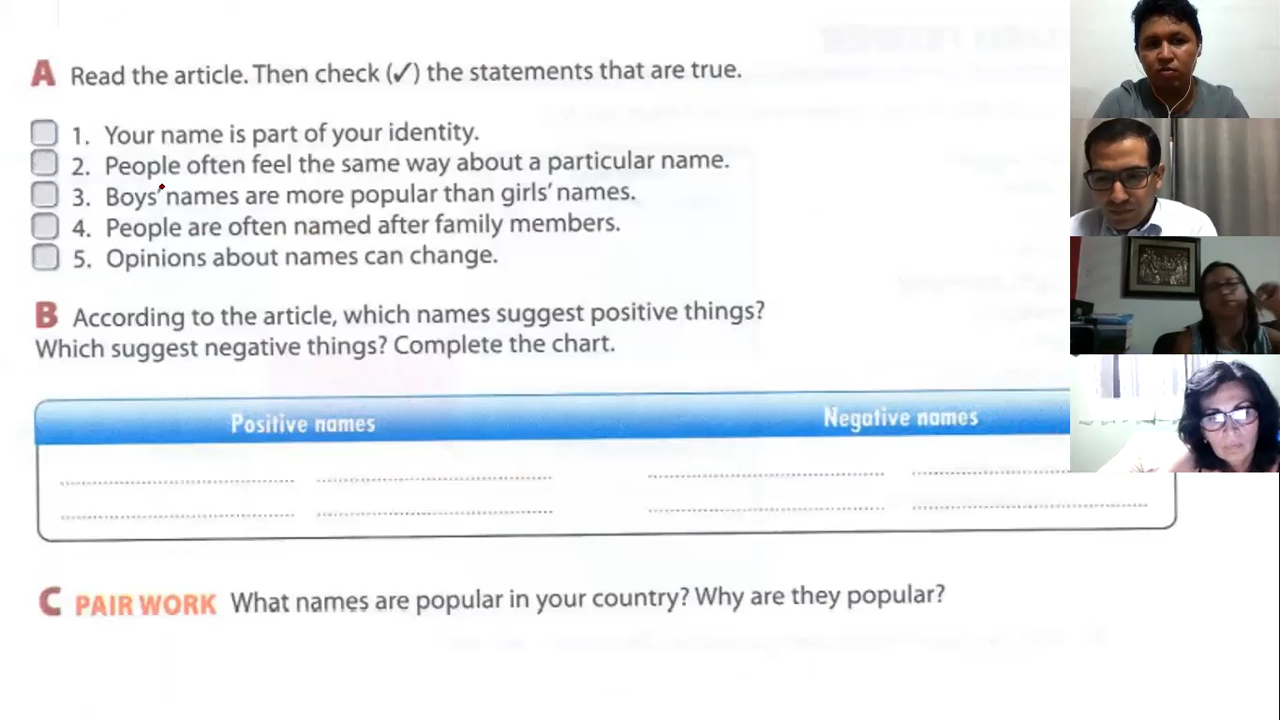 A Read the article. Then check (✓) the statements that are true.
1. Your name is part of your identity.
2. People often feel the same way about a particular name.
3. Boys' names are more popular than girls' names.
4. People are often named after family members.
5. Opinions about names can change.
B According to the article, which names suggest positive things?
Which suggest negative things? Complete the chart.
Positive names Negative names
C PAIR WORK What names are popular in your country? Why are they popular?